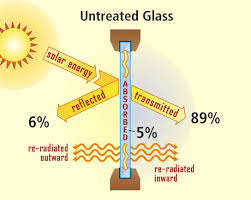 Untreated Glass
solar energy
reflected
transmitted
ABSORBED
6%
5%
89%
re-radiated
outward
re-radiated
inward